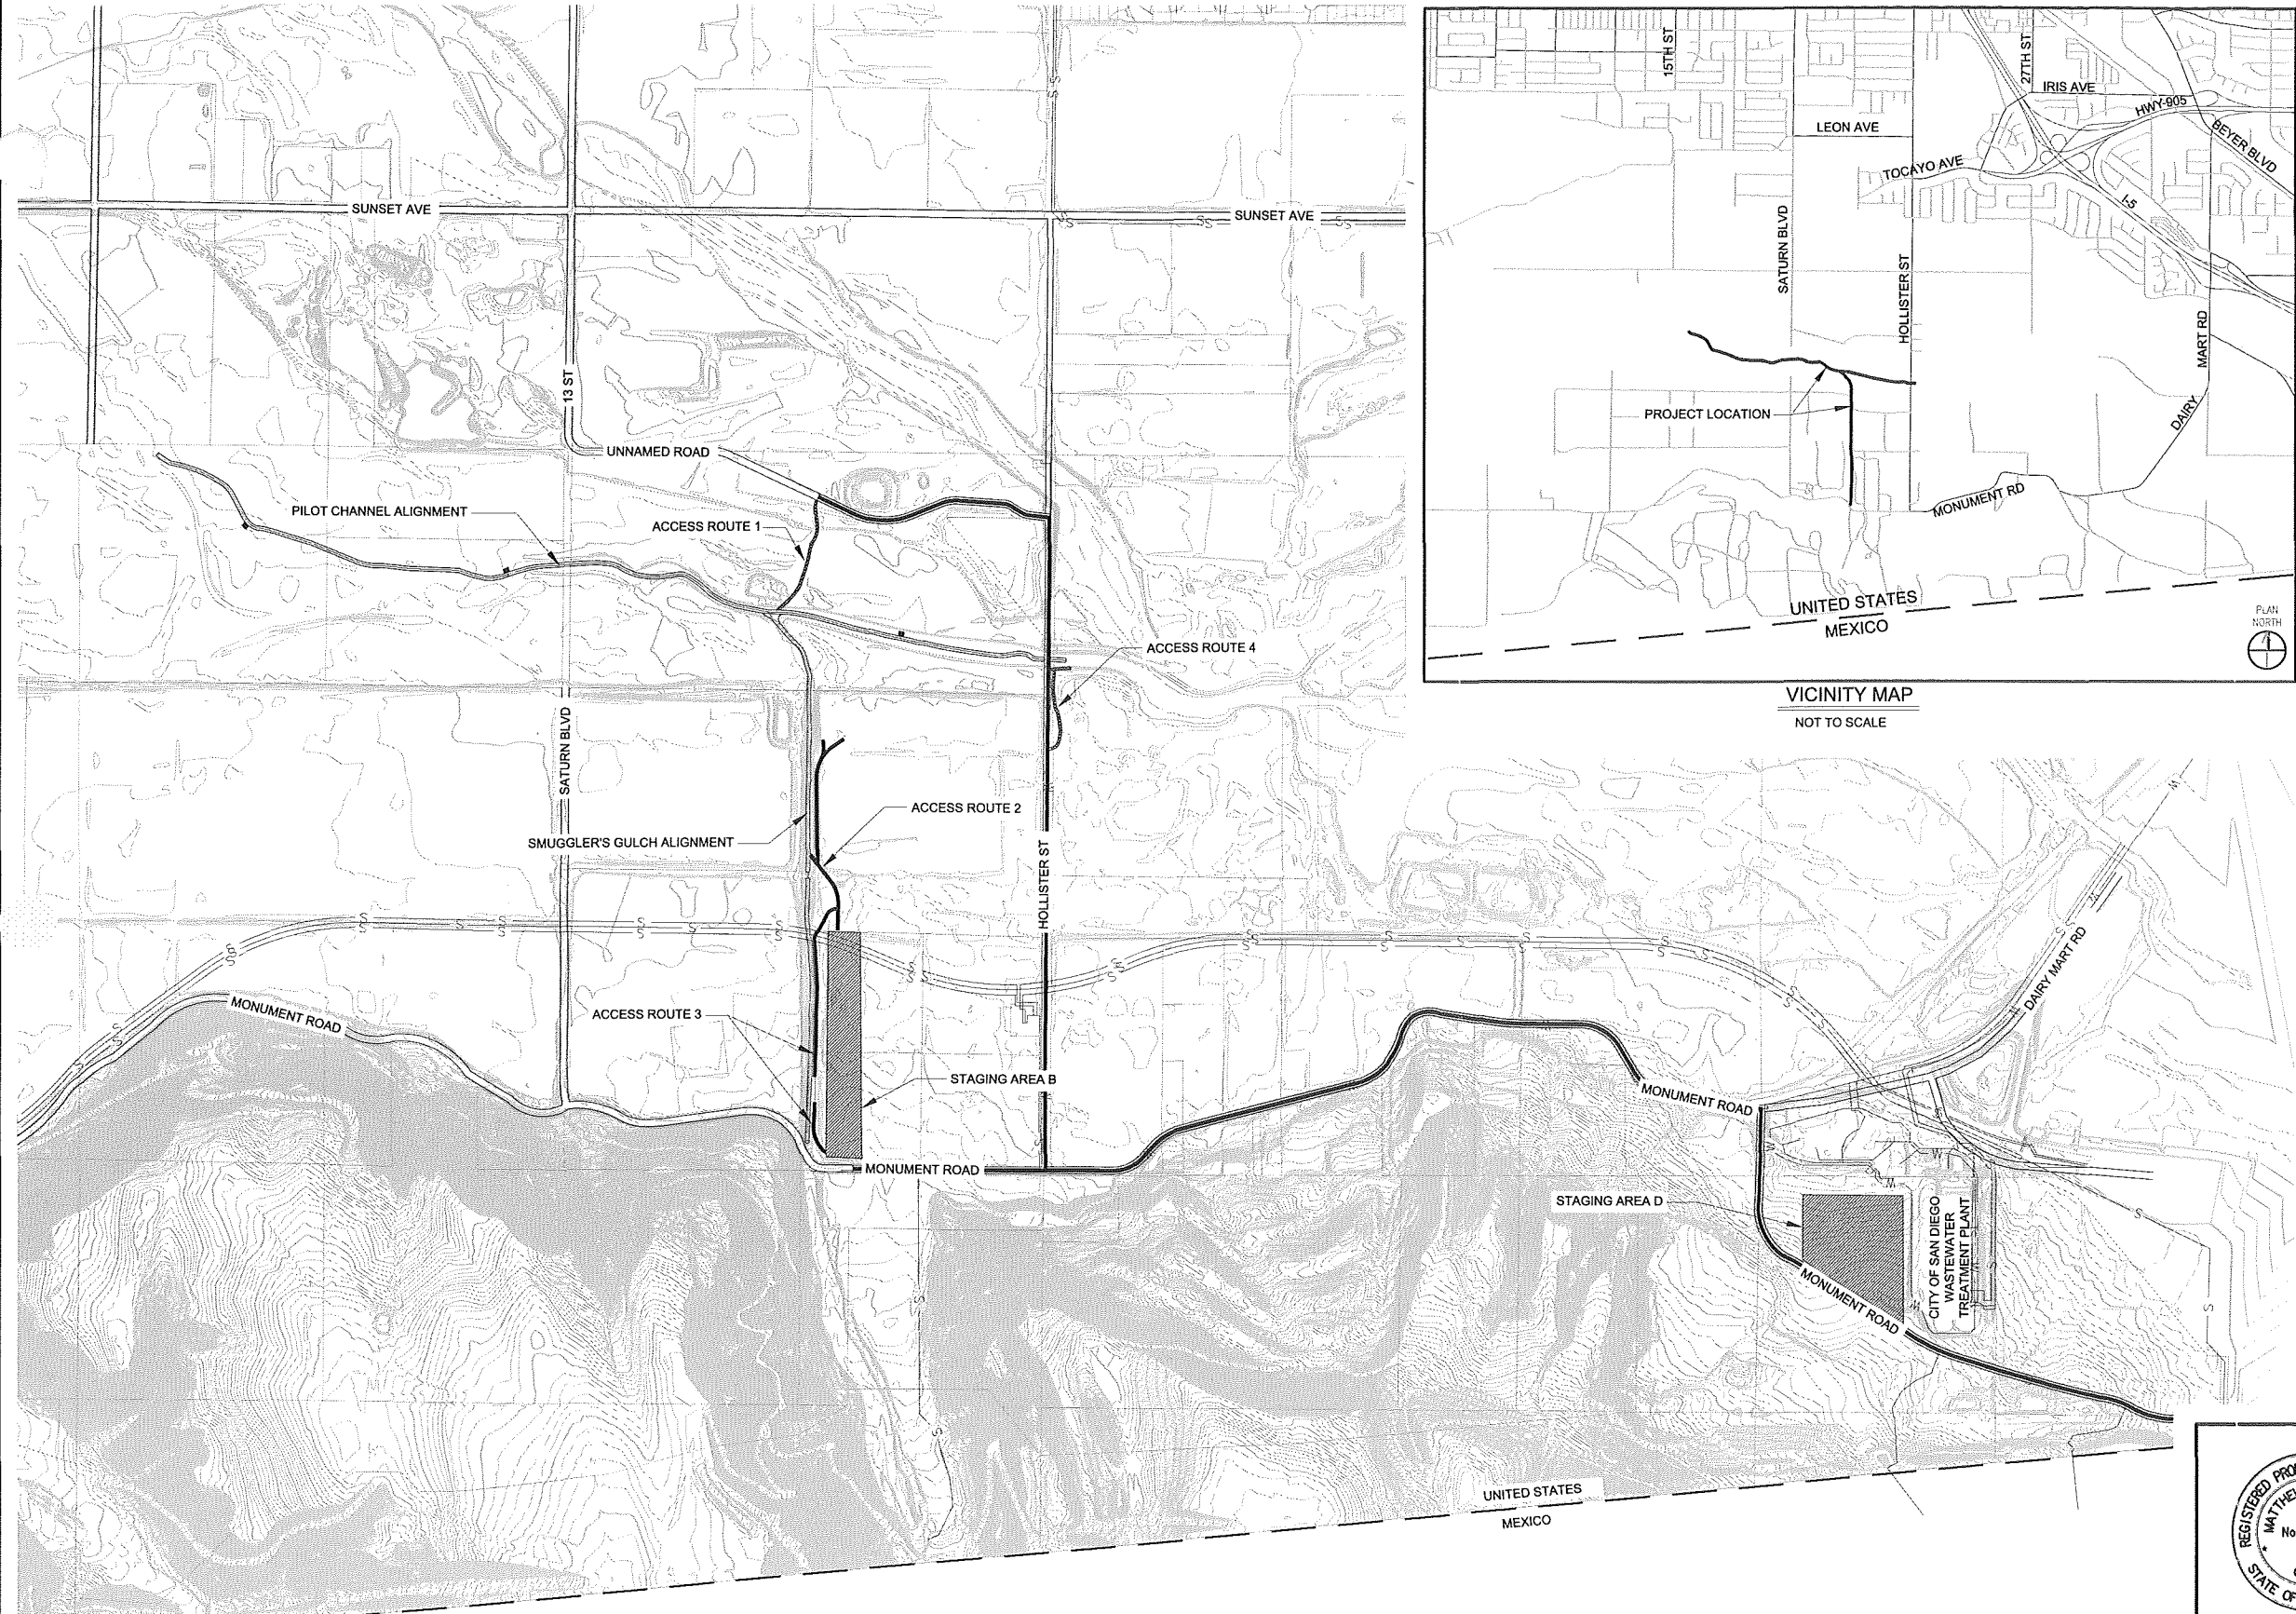 SUNSET AVE
SUNSET AVE
13 ST
UNNAMED ROAD
PILOT CHANNEL ALIGNMENT
ACCESS ROUTE 1
ACCESS ROUTE 4
SATURN BLVD
ACCESS ROUTE 2
SMUGGLER'S GULCH ALIGNMENT
HOLLISTER ST
MONUMENT ROAD
ACCESS ROUTE 3
STAGING AREA B
MONUMENT ROAD
MONUMENT ROAD
DAIRY MART RD
STAGING AREA D
MONUMENT ROAD
CITY OF SAN DIEGO
WASTEWATER
TREATMENT PLANT
UNITED STATES
MEXICO
15TH ST
27TH ST
IRIS AVE
HWY-905
LEON AVE
BEYER BLVD
TOCAYO AVE
I-5
SATURN BLVD
HOLLISTER ST
MART RD
DAIRY
PROJECT LOCATION
MONUMENT RD
UNITED STATES
MEXICO
PLAN
NORTH
VICINITY MAP
NOT TO SCALE
REGISTERED
STATE
No